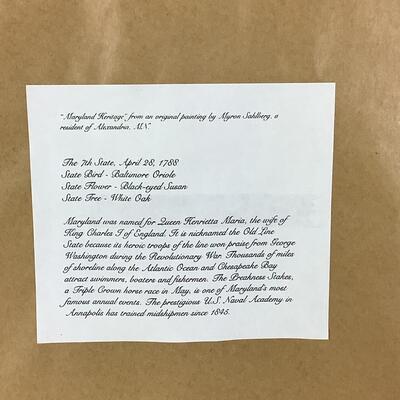 "Maryland Heritage" from an original painting by Myron Sahlberg, a
resident of Alexandria, MN.
The 7th State, April 28, 1788
State Bird - Baltimore Oriole
State Flower - Black-eyed Susan
State Tree - White Oak
Maryland was named for Queen Henrietta Maria, the wife of
King Charles I of England. It is nicknamed the Old Line
State because its heroic troops of the line won praise from George
Washington during the Revolutionary War. Thousands of miles
of shoreline along the Atlantic Ocean and Chesapeake Bay
attract swimmers, boaters and fishermen. The Preakness Stakes,
a Triple Crown horse race in May, is one of Maryland's most
famous annual events. The prestigious U.S. Naval Academy in
Annapolis has trained midshipmen since 1845.